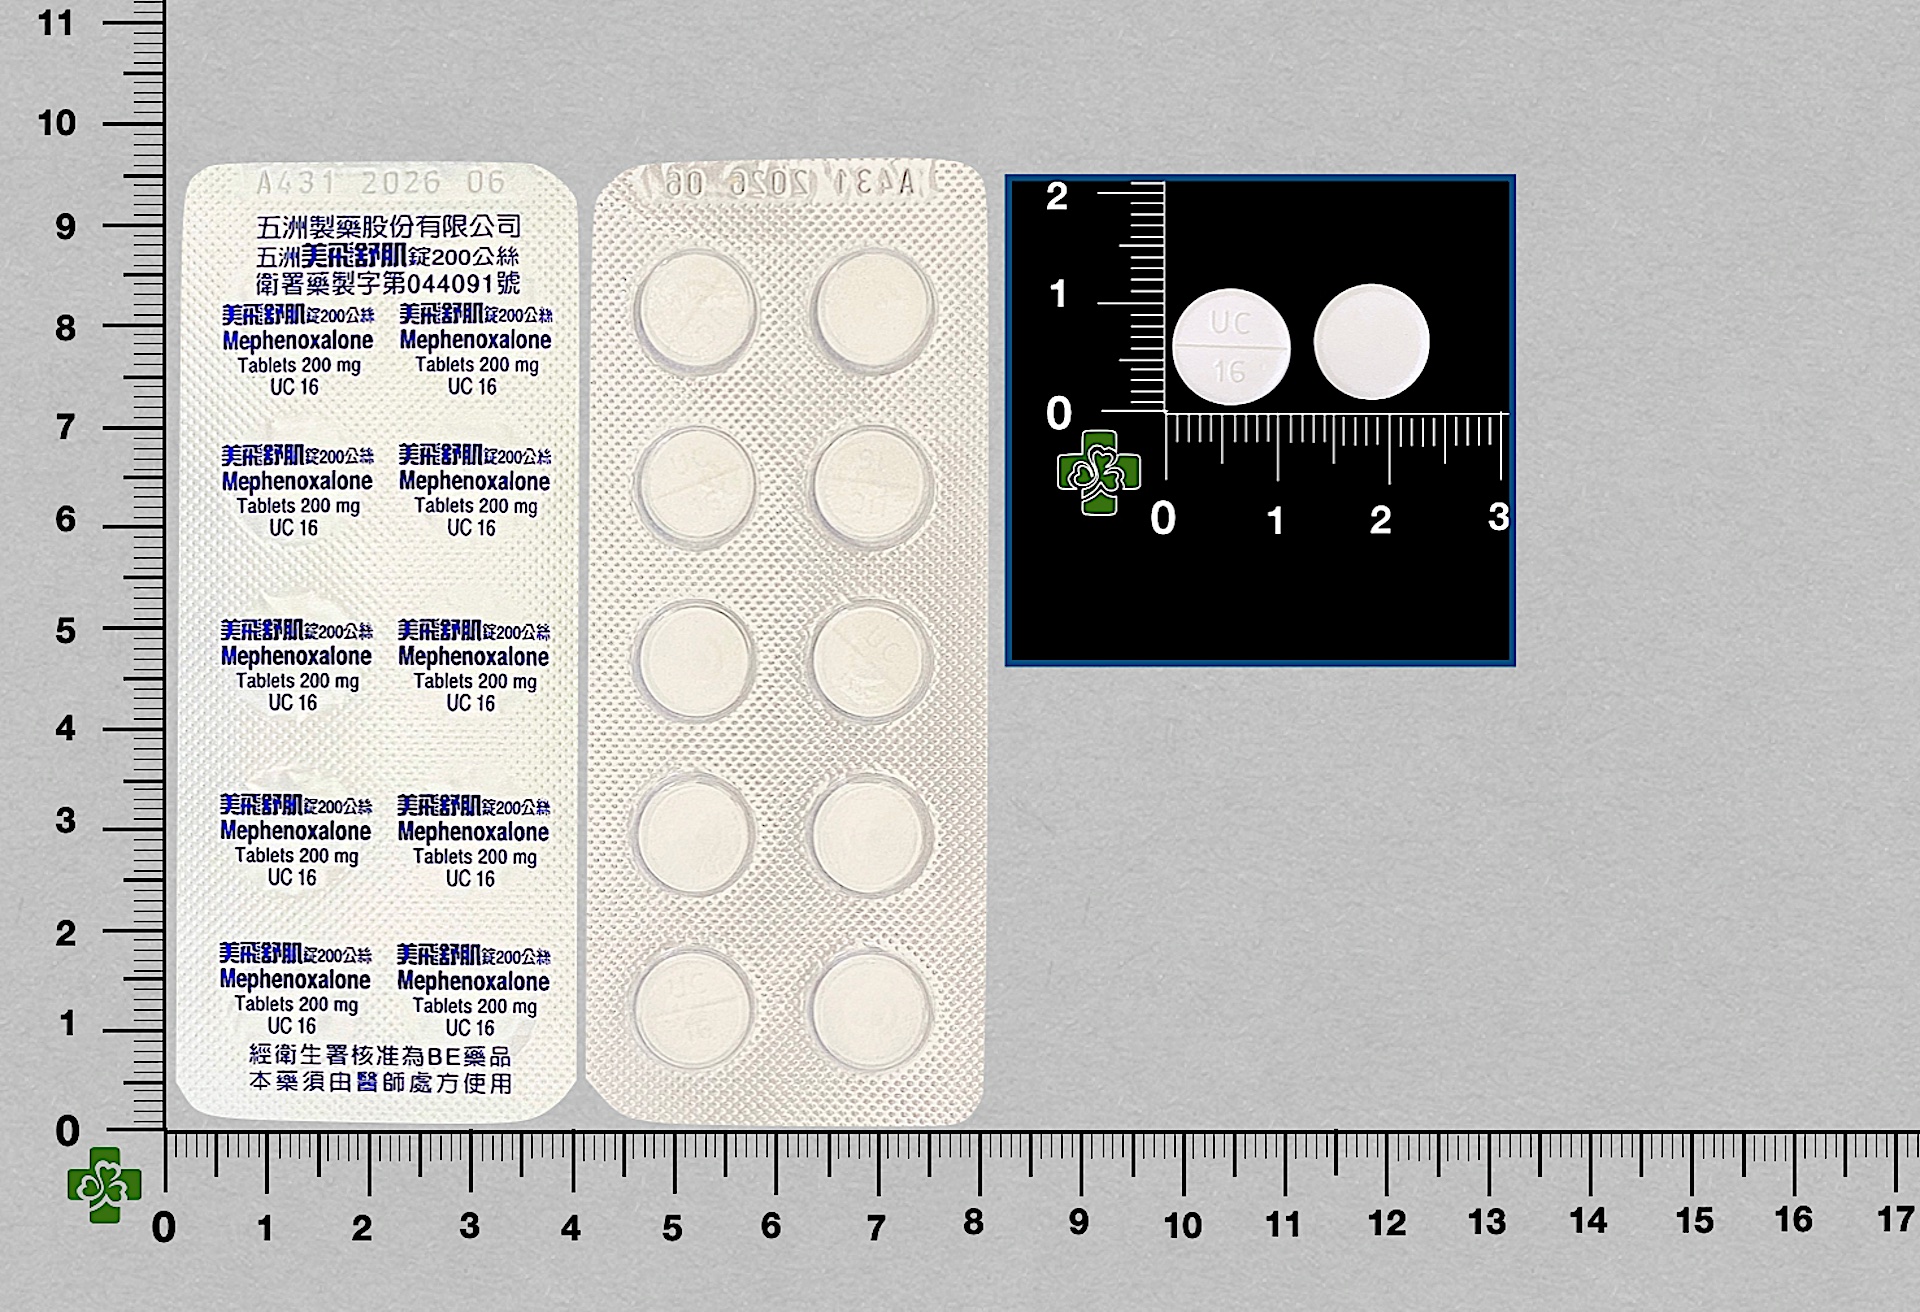 11
10
9
8
7
6
5
4
3
2
1
0
A431 2026 06
五洲製藥股份有限公司
五洲美飛舒肌錠200公絲
衛署藥製字第044091號
美飛舒肌錠200公絲 美飛舒肌錠200公絲
Mephenoxalone Mephenoxalone
Tablets 200 mg Tablets 200 mg
UC 16 UC 16
美飛舒肌錠200公絲 美飛舒肌錠200公絲
Mephenoxalone Mephenoxalone
Tablets 200 mg Tablets 200 mg
UC 16 UC 16
美飛舒肌錠200公絲 美飛舒肌錠200公絲
Mephenoxalone Mephenoxalone
Tablets 200 mg Tablets 200 mg
UC 16 UC 16
美飛舒肌錠200公絲 美飛舒肌錠200公絲
Mephenoxalone Mephenoxalone
Tablets 200 mg Tablets 200 mg
UC 16 UC 16
美飛舒肌錠200公絲 美飛舒肌錠200公絲
Mephenoxalone Mephenoxalone
Tablets 200 mg Tablets 200 mg
UC 16 UC 16
經衛生署核准為BE藥品
本藥須由醫師處方使用
A431 2026 06
2
1
0
UC
16
0 1 2 3
0 1 2 3 4 5 6 7 8 9 10 11 12 13 14 15 16 17